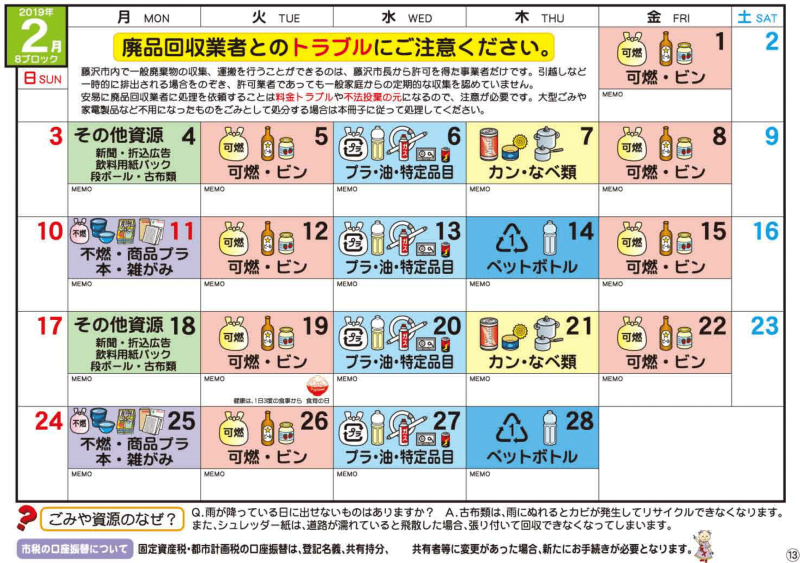 2019年
2月
8ブロック
月 MON
火 TUE
水 WED
木 THU
金 FRI
土 SAT
日 SUN
廃品回収業者とのトラブルにご注意ください。
藤沢市内で一般廃棄物の収集、運搬を行うことができるのは、藤沢市長から許可を得た事業者だけです。引越しなど
一時的に排出される場合をのぞき、許可業者であっても一般家庭からの定期的な収集を認めていません。
安易に廃品回収業者に処理を依頼することは料金トラブルや不法投棄の元になるので、注意が必要です。大型ごみや
家電製品など不用になったものをごみとして処分する場合は本冊子に従って処理してください。
可燃 1
可燃・ビン
MEMO
2
3
その他資源 4
新聞・折込広告
飲料用紙パック
段ボール・古布類
MEMO
可燃 5
可燃・ビン
MEMO
6
プラ・油・特定品目
MEMO
7
カン・なべ類
MEMO
可燃 8
可燃・ビン
MEMO
9
10
不燃 11
不燃・商品プラ
本・雑がみ
MEMO
可燃 12
可燃・ビン
MEMO
13
プラ・油・特定品目
MEMO
1 14
ペットボトル
MEMO
可燃 15
可燃・ビン
MEMO
16
17
その他資源 18
新聞・折込広告
飲料用紙パック
段ボール・古布類
MEMO
可燃 19
可燃・ビン
MEMO
健康は、1日3度の食事から 食育の日
20
プラ・油・特定品目
MEMO
21
カン・なべ類
MEMO
可燃 22
可燃・ビン
MEMO
23
24
不燃 25
不燃・商品プラ
本・雑がみ
MEMO
可燃 26
可燃・ビン
MEMO
27
プラ・油・特定品目
MEMO
1 28
ペットボトル
MEMO
? ごみや資源のなぜ？
Q.雨が降っている日に出せないものはありますか？ A.古布類は、雨にぬれるとカビが発生してリサイクルできなくなります。
また、シュレッダー紙は、道路が濡れていると飛散した場合、張り付いて回収できなくなってしまいます。
市税の口座振替について 固定資産税・都市計画税の口座振替は、登記名義、共有持分、 共有者等に変更があった場合、新たにお手続きが必要となります。
⑬